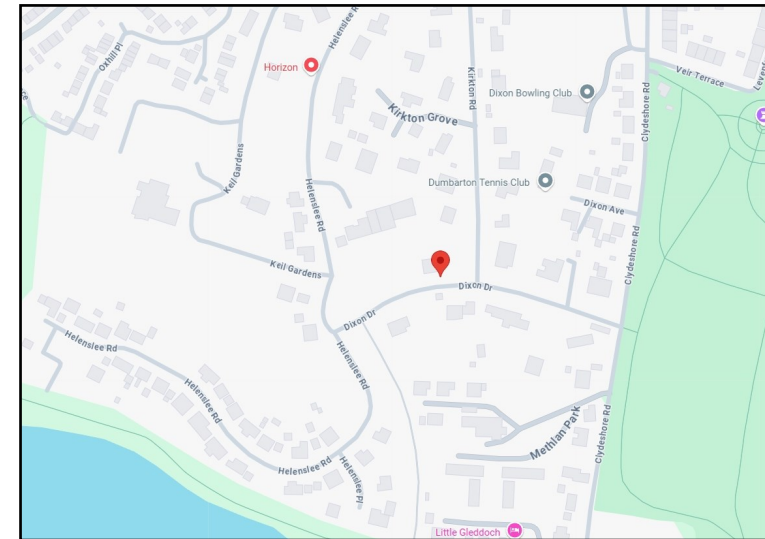 Oxhill Pl
Helenslee R
Horizon
Kirkton Rd
Veir Terrace
Leven
Dixon Bowling Club
Clydeshore Rd
Kirkton Grove
Keil Gardens
Dumbarton Tennis Club
Helenslee Rd
Dixon Ave
Clydeshore Rd
Keil Gardens
Dixon Dr
Dixon Dr
Helenslee Rd
Helenslee Rd
Helenslee Rd
Methlan Park
Clydeshore Rd
Helenslee Rd
Helenslee Pl
Little Gleddoch